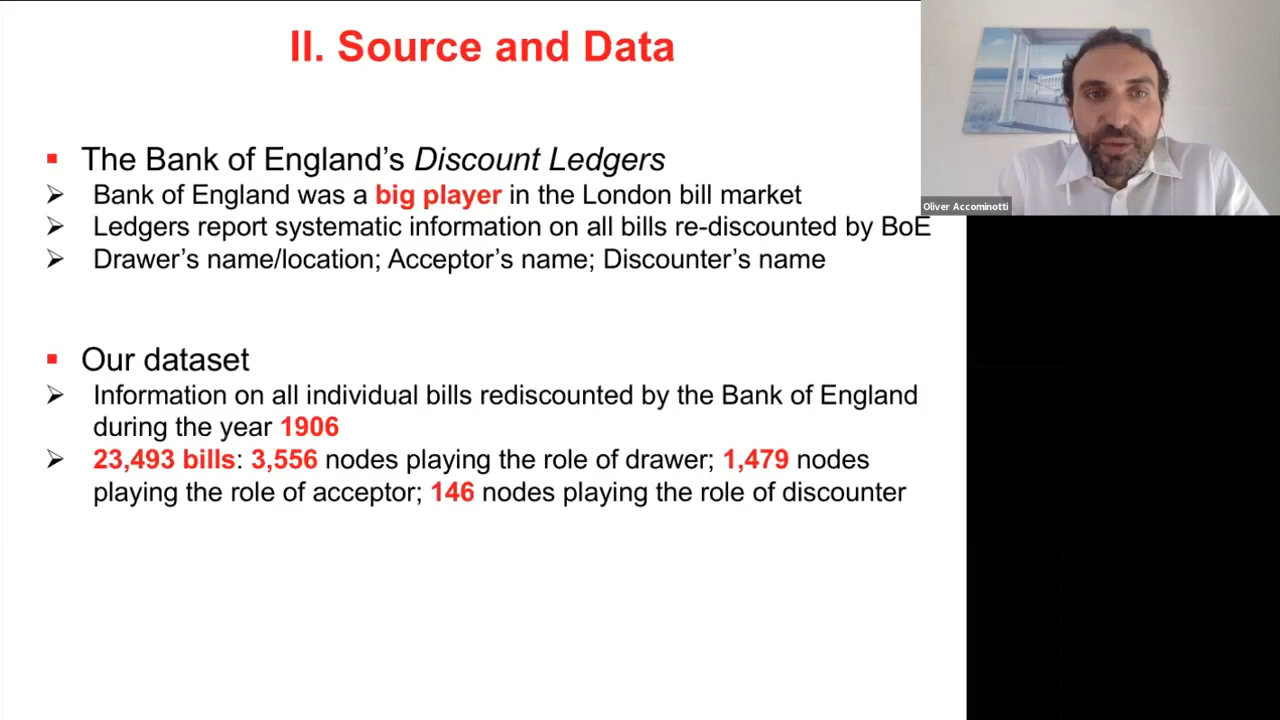 II. Source and Data
▪ The Bank of England's Discount Ledgers
➢ Bank of England was a big player in the London bill market
➢ Ledgers report systematic information on all bills re-discounted by BoE
➢ Drawer's name/location; Acceptor's name; Discounter's name
▪ Our dataset
➢ Information on all individual bills rediscounted by the Bank of England
during the year 1906
➢ 23,493 bills: 3,556 nodes playing the role of drawer; 1,479 nodes
playing the role of acceptor; 146 nodes playing the role of discounter
Oliver Accominotti